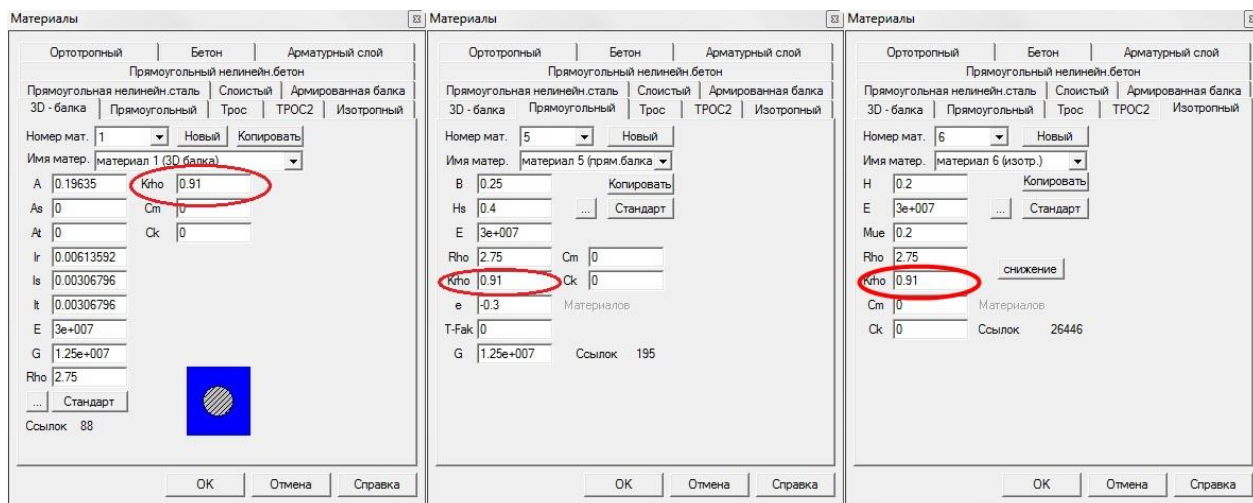 Материалы
Ортотропный Бетон Арматурный слой
Прямоугольный нелинейн.бетон
Прямоугольная нелинейн.сталь Слоистый Армированная балка
3D - балка Прямоугольный Трос ТРОС2 Изотропный
Номер мат. 1 Новый Копировать
Имя матер. материал 1 (3D балка)
A 0.19635 Krho 0.91
As 0 Cm 0
At 0 Ck 0
Ir 0.00613592
Is 0.00306796
It 0.00306796
E 3e+007
G 1.25e+007
Rho 2.75
... Стандарт
Ссылок 88
OK Отмена Справка
Материалы
Ортотропный Бетон Арматурный слой
Прямоугольный нелинейн.бетон
Прямоугольная нелинейн.сталь Слоистый Армированная балка
3D - балка Прямоугольный Трос ТРОС2 Изотропный
Номер мат. 5 Новый
Имя матер. материал 5 (прям.балка
B 0.25 Копировать
Hs 0.4 ... Стандарт
E 3e+007
Rho 2.75 Cm 0
Krho 0.91 Ck 0
e -0.3 Материалов
T-Fak 0
G 1.25e+007 Ссылок 195
OK Отмена Справка
Материалы
Ортотропный Бетон Арматурный слой
Прямоугольный нелинейн.бетон
Прямоугольная нелинейн.сталь Слоистый Армированная балка
3D - балка Прямоугольный Трос ТРОС2 Изотропный
Номер мат. 6 Новый
Имя матер. материал 6 (изотр.)
H 0.2 Копировать
E 3e+007 ... Стандарт
Mue 0.2
Rho 2.75
снижение
Krho 0.91
Cm 0 Материалов
Ck 0 Ссылок 26446
OK Отмена Справка